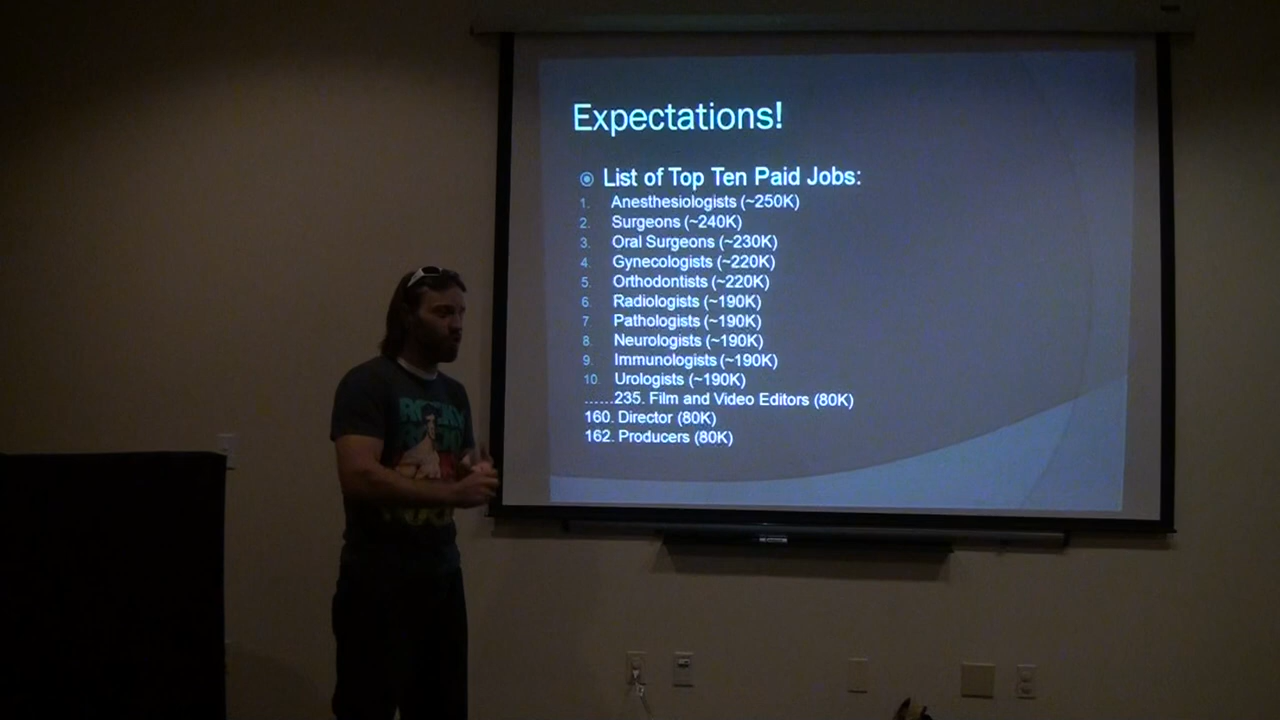 Expectations!
List of Top Ten Paid Jobs:
1. Anesthesiologists (~250K)
2. Surgeons (~240K)
3. Oral Surgeons (~230K)
4. Gynecologists (~220K)
5. Orthodontists (~220K)
6. Radiologists (~190K)
7. Pathologists (~190K)
8. Neurologists (~190K)
9. Immunologists (~190K)
10. Urologists (~190K)
......235. Film and Video Editors (80K)
160. Director (80K)
162. Producers (80K)
ROCKY